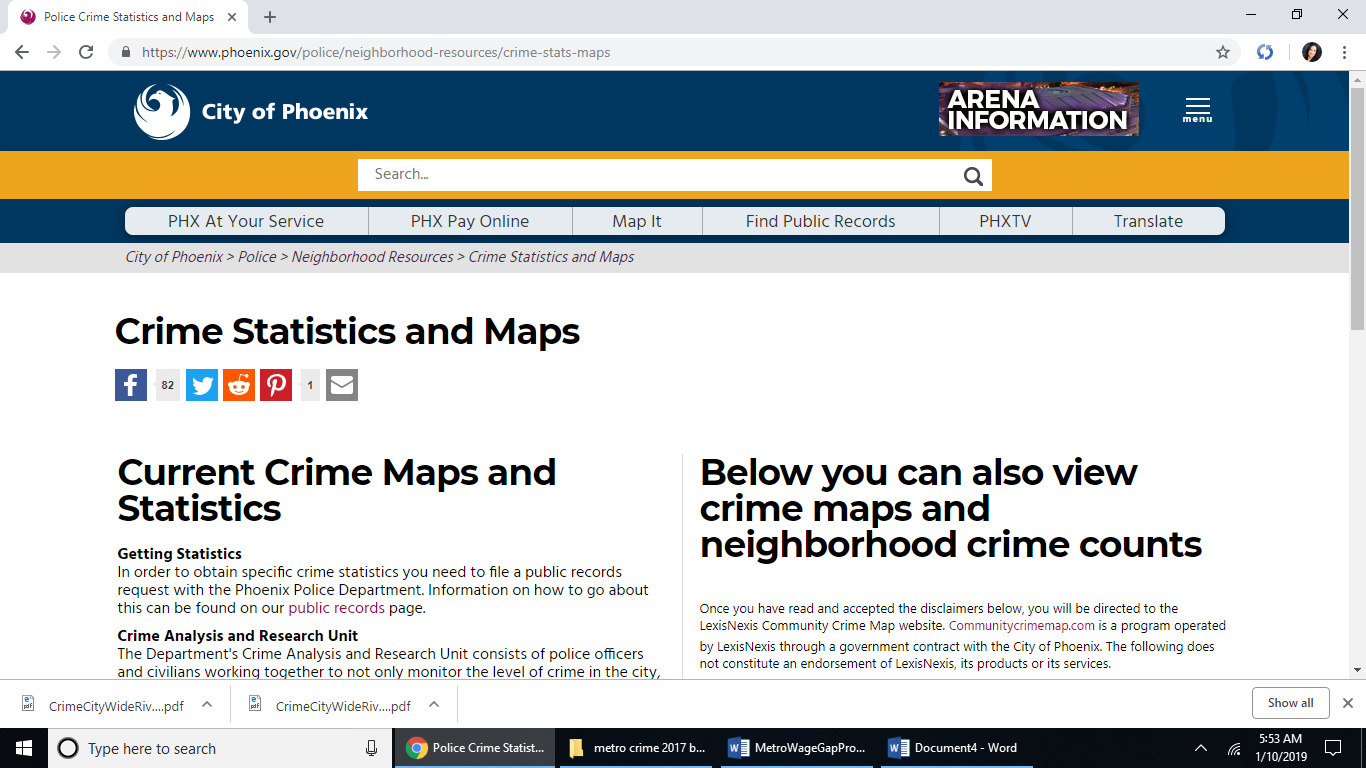 Police Crime Statistics and Maps
https://www.phoenix.gov/police/neighborhood-resources/crime-stats-maps
City of Phoenix
ARENA
INFORMATION
menu
Search...
PHX At Your Service
PHX Pay Online
Map It
Find Public Records
PHXTV
Translate
City of Phoenix > Police > Neighborhood Resources > Crime Statistics and Maps
Crime Statistics and Maps
82
1
Current Crime Maps and
Statistics
Getting Statistics
In order to obtain specific crime statistics you need to file a public records
request with the Phoenix Police Department. Information on how to go about
this can be found on our public records page.
Crime Analysis and Research Unit
The Department's Crime Analysis and Research Unit consists of police officers
and civilians working together to not only monitor the level of crime in the city,
Below you can also view
crime maps and
neighborhood crime counts
Once you have read and accepted the disclaimers below, you will be directed to the
LexisNexis Community Crime Map website. Communitycrimemap.com is a program operated
by LexisNexis through a government contract with the City of Phoenix. The following does
not constitute an endorsement of LexisNexis, its products or its services.
CrimeCityWideRiv....pdf
CrimeCityWideRiv....pdf
Show all
Type here to search
Police Crime Statist...
metro crime 2017 b...
MetroWageGapPro...
Document4 - Word
5:53 AM
1/10/2019